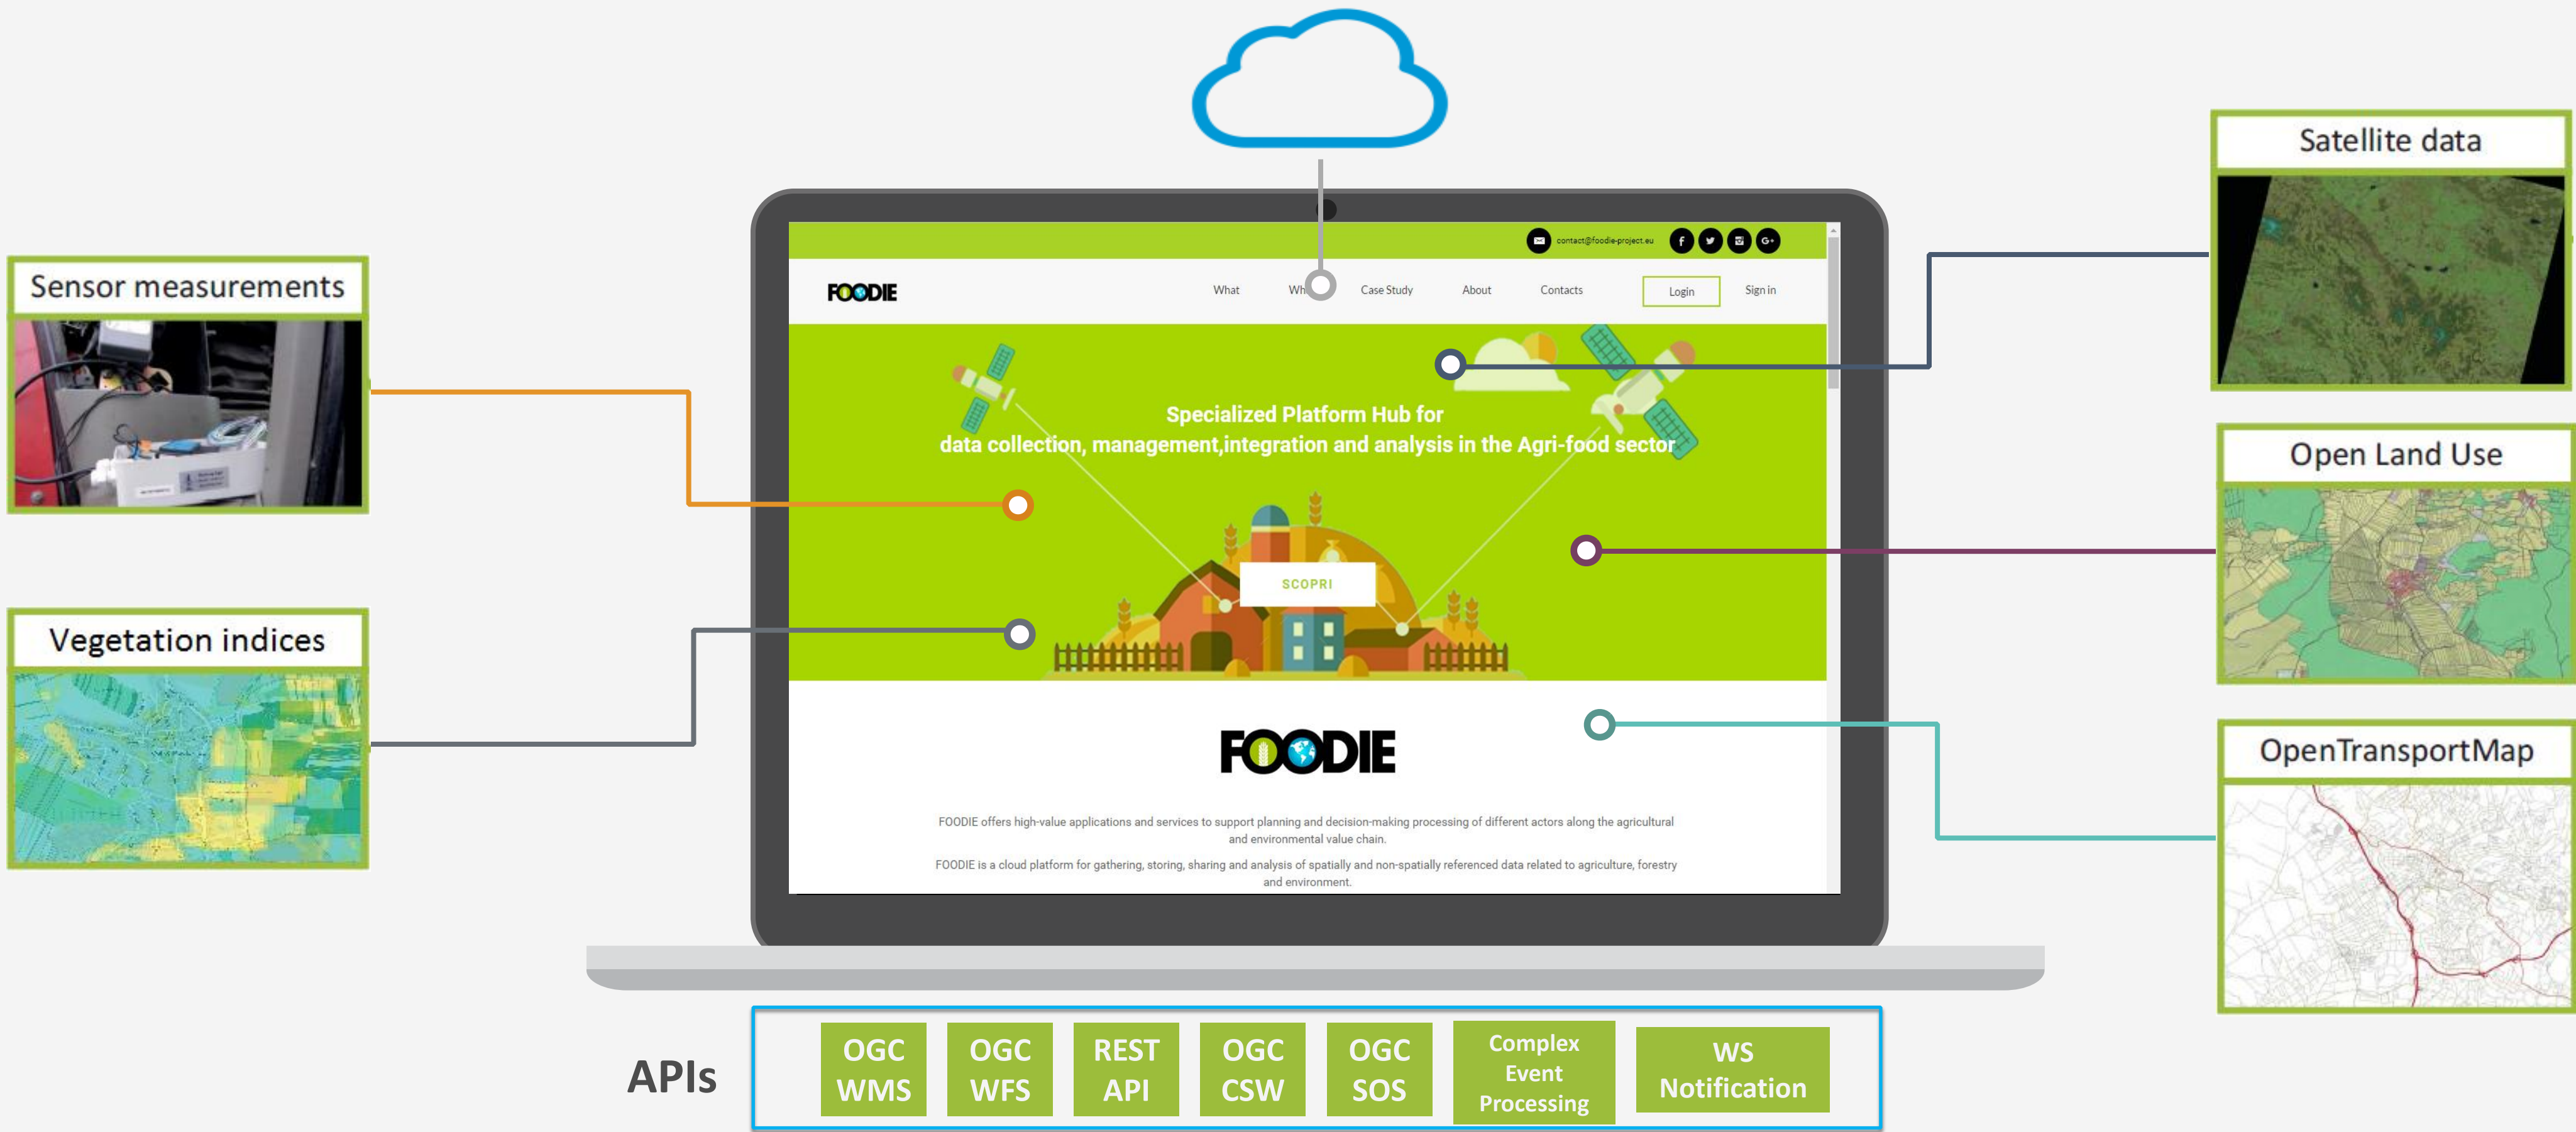 Satellite data
contact@foodie-project.eu
Sensor measurements
FOODIE
What
Case Study
About
Contacts
Login
Sign in
Specialized Platform Hub for
data collection, management,integration and analysis in the Agri-food sector
Open Land Use
SCOPRI
Vegetation indices
OpenTransportMap
FOODIE
FOODIE offers high-value applications and services to support planning and decision-making processing of different actors along the agricultural
and environmental value chain.
FOODIE is a cloud platform for gathering, storing, sharing and analysis of spatially and non-spatially referenced data related to agriculture, forestry
and environment.
APIs
OGC
WMS
OGC
WFS
REST
API
OGC
CSW
OGC
SOS
Complex
Event
Processing
WS
Notification